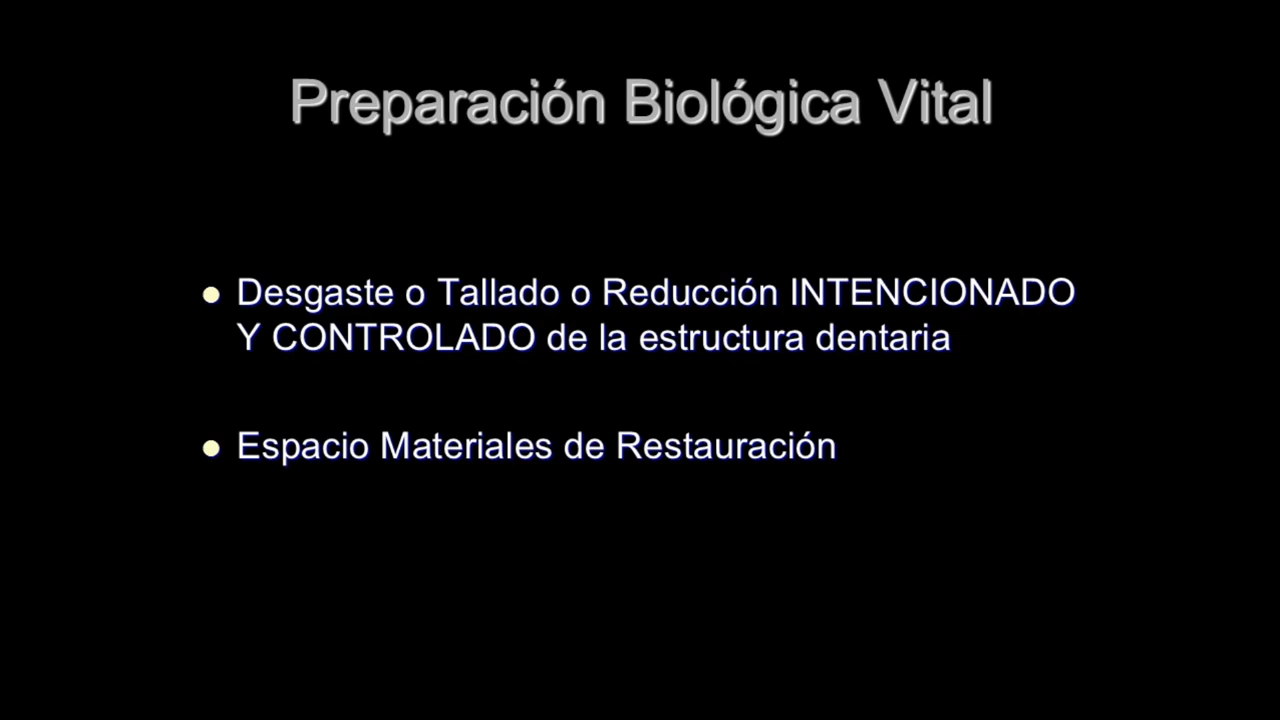 Preparación Biológica Vital
Desgaste o Tallado o Reducción INTENCIONADO
Y CONTROLADO de la estructura dentaria
Espacio Materiales de Restauración